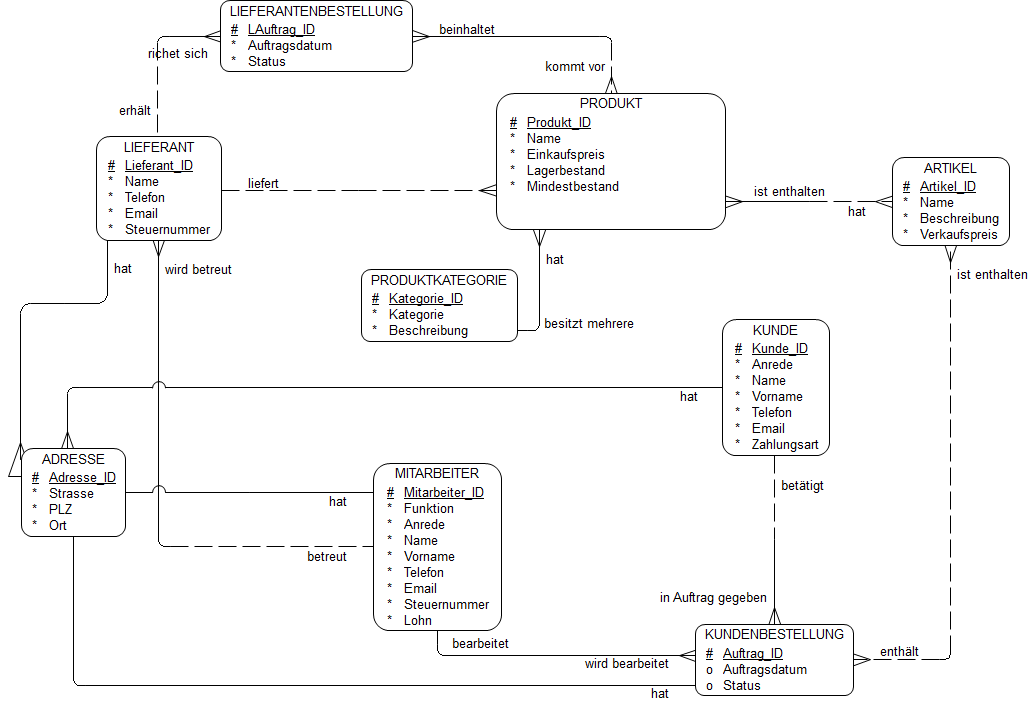 LIEFERANTENBESTELLUNG
# LAuftrag_ID
* Auftragsdatum
* Status
beinhaltet
richet sich
kommt vor
erhält
PRODUKT
# Produkt_ID
* Name
* Einkaufspreis
* Lagerbestand
* Mindestbestand
LIEFERANT
# Lieferant_ID
* Name
* Telefon
* Email
* Steuernummer
liefert
ist enthalten
hat
ARTIKEL
# Artikel_ID
* Name
* Beschreibung
* Verkaufspreis
hat
wird betreut
hat
ist enthalten
PRODUKTKATEGORIE
# Kategorie_ID
* Kategorie
* Beschreibung
besitzt mehrere
KUNDE
# Kunde_ID
* Anrede
* Name
* Vorname
* Telefon
* Email
* Zahlungsart
hat
ADRESSE
# Adresse_ID
* Strasse
* PLZ
* Ort
hat
betreut
MITARBEITER
# Mitarbeiter_ID
* Funktion
* Anrede
* Name
* Vorname
* Telefon
* Email
* Steuernummer
* Lohn
betätigt
in Auftrag gegeben
bearbeitet
wird bearbeitet
KUNDENBESTELLUNG
# Auftrag_ID
o Auftragsdatum
o Status
enthält
hat